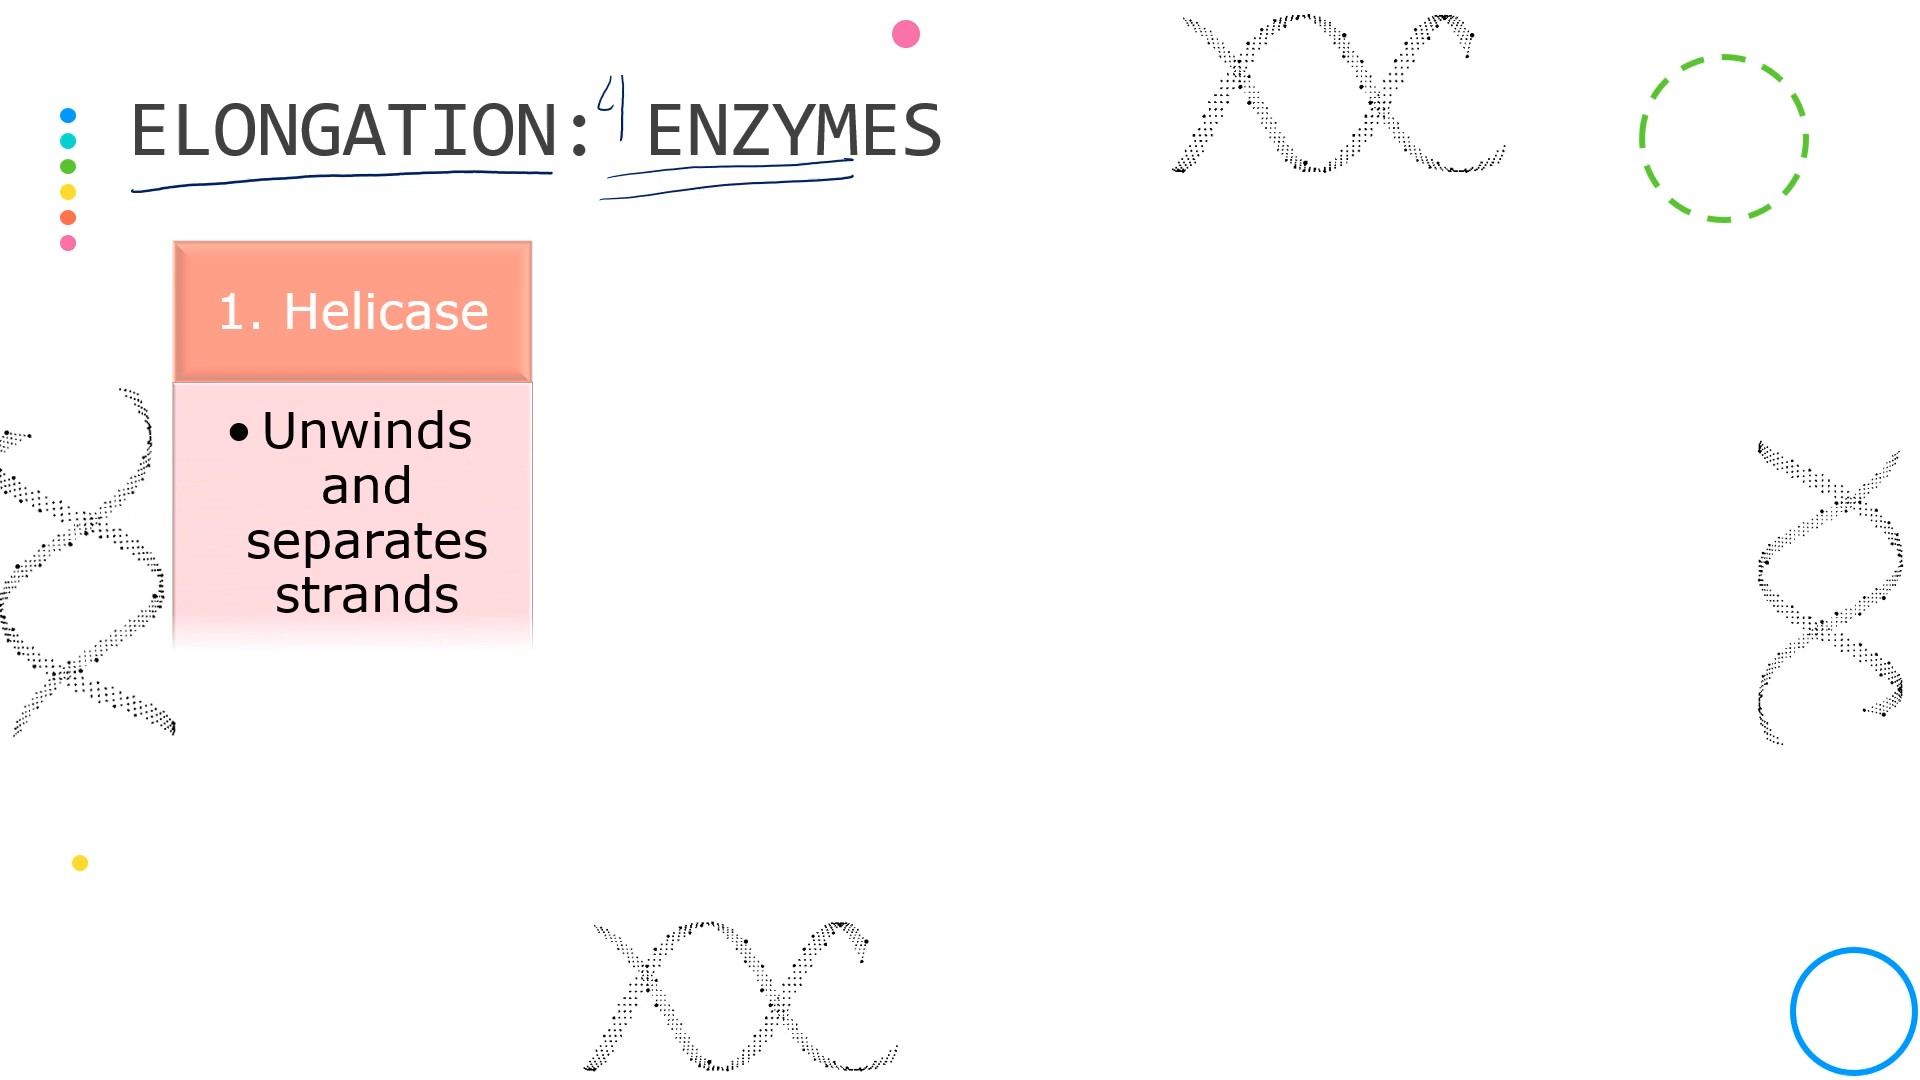 ELONGATION: 4 ENZYMES
1. Helicase
• Unwinds
and
separates
strands